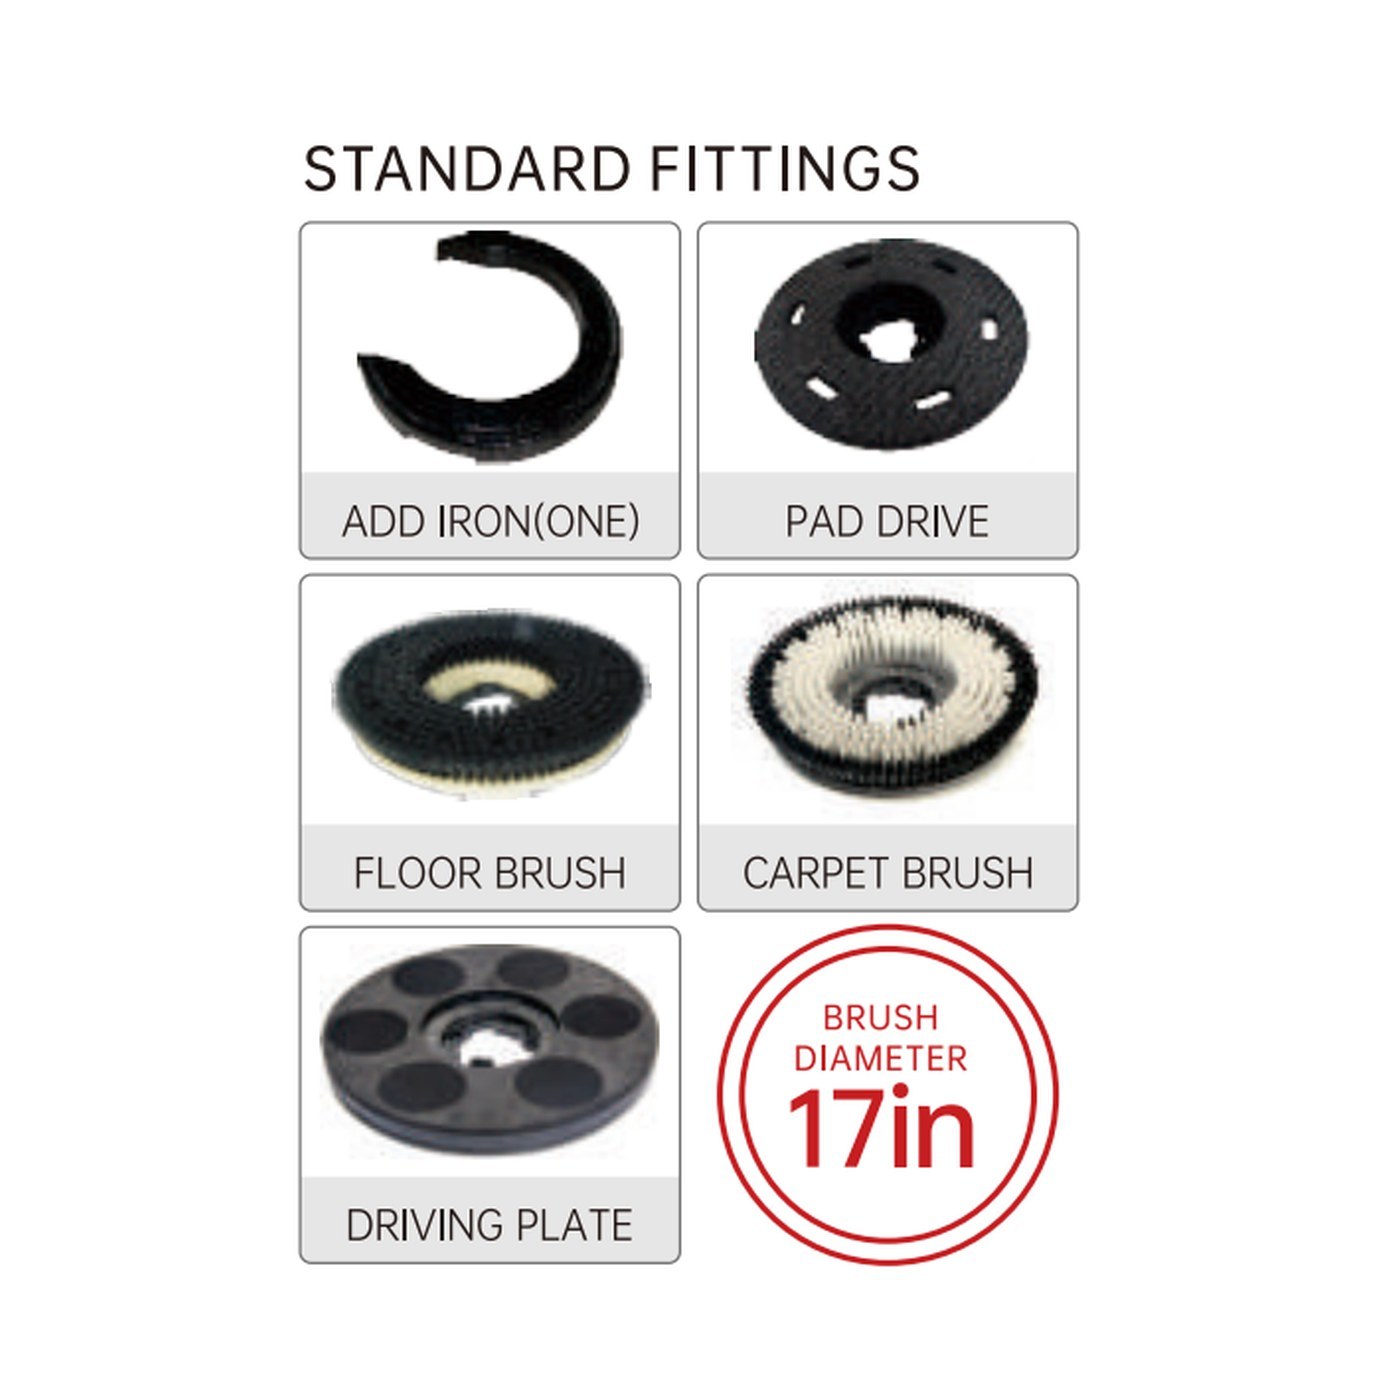 STANDARD FITTINGS
ADD IRON(ONE)
PAD DRIVE
FLOOR BRUSH
CARPET BRUSH
DRIVING PLATE
BRUSH
DIAMETER
17in